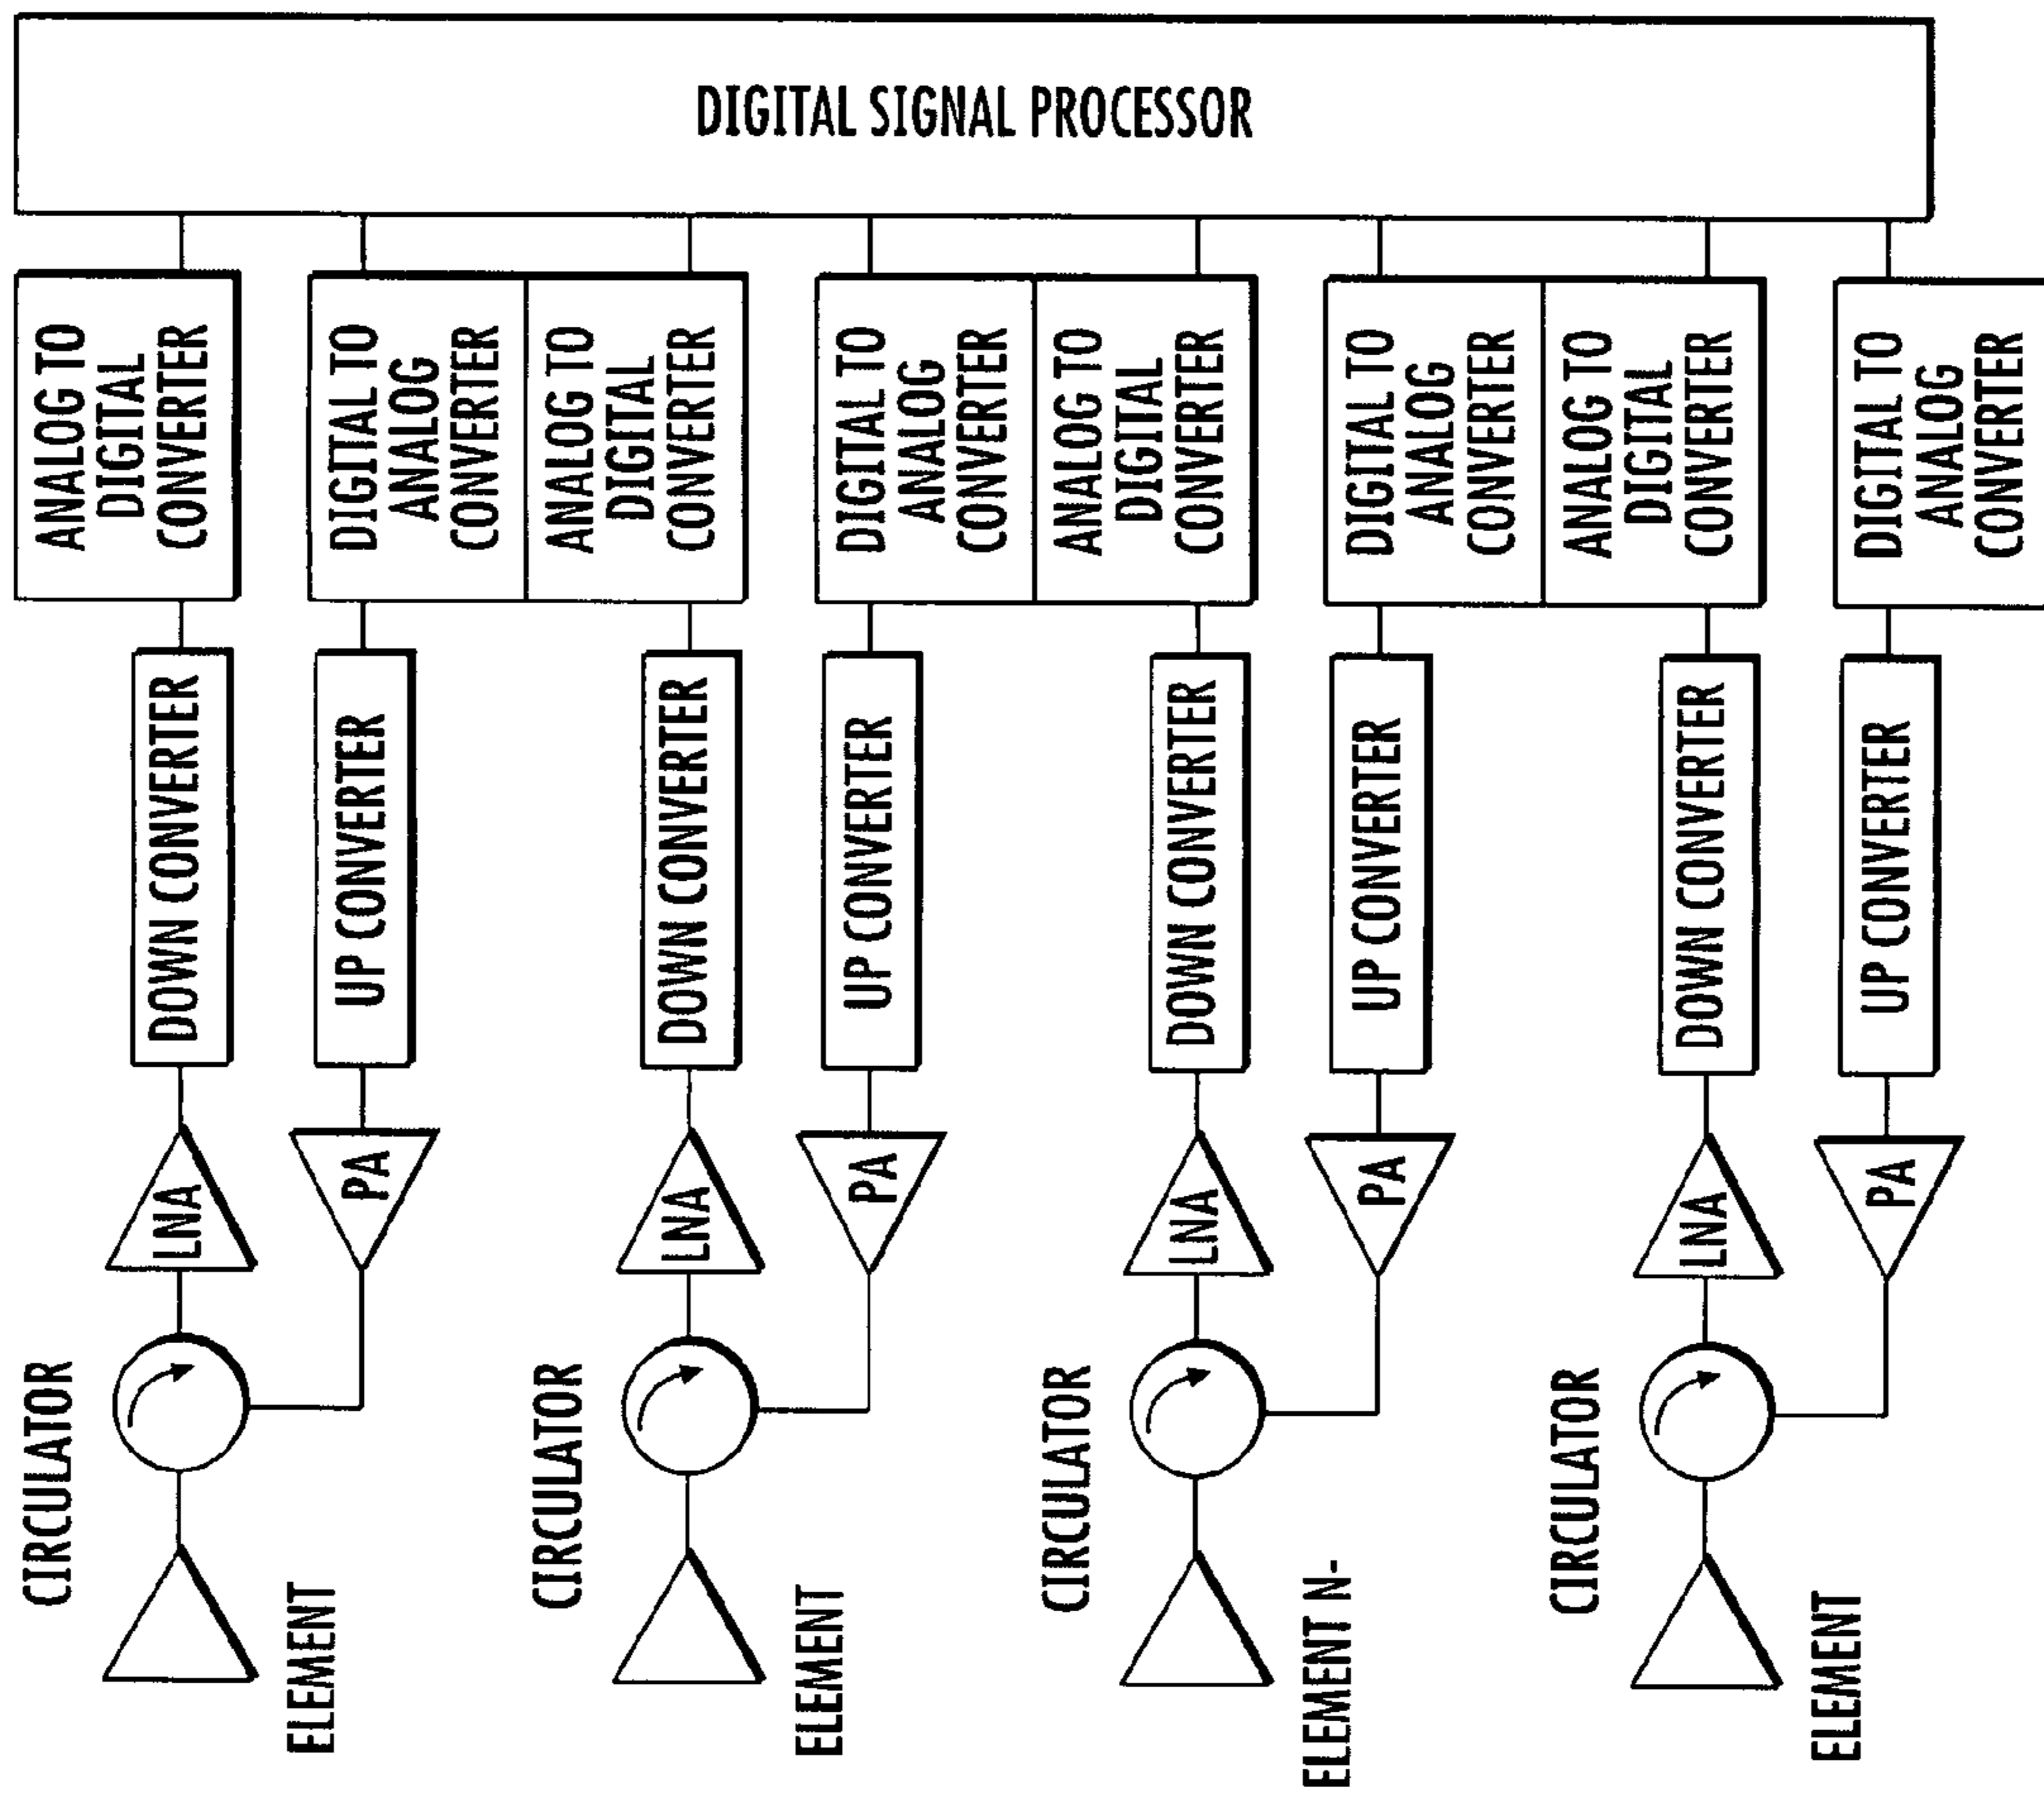 DIGITAL SIGNAL PROCESSOR
ANALOG TO
DIGITAL
CONVERTER
DIGITAL TO
ANALOG
CONVERTER
ANALOG TO
DIGITAL
CONVERTER
DIGITAL TO
ANALOG
CONVERTER
ANALOG TO
DIGITAL
CONVERTER
DIGITAL TO
ANALOG
CONVERTER
ANALOG TO
DIGITAL
CONVERTER
DIGITAL TO
ANALOG
CONVERTER
DOWN CONVERTER
UP CONVERTER
DOWN CONVERTER
UP CONVERTER
DOWN CONVERTER
UP CONVERTER
DOWN CONVERTER
UP CONVERTER
LNA
PA
LNA
PA
LNA
PA
LNA
PA
CIRCULATOR
CIRCULATOR
CIRCULATOR
CIRCULATOR
ELEMENT
ELEMENT
ELEMENT N-
ELEMENT